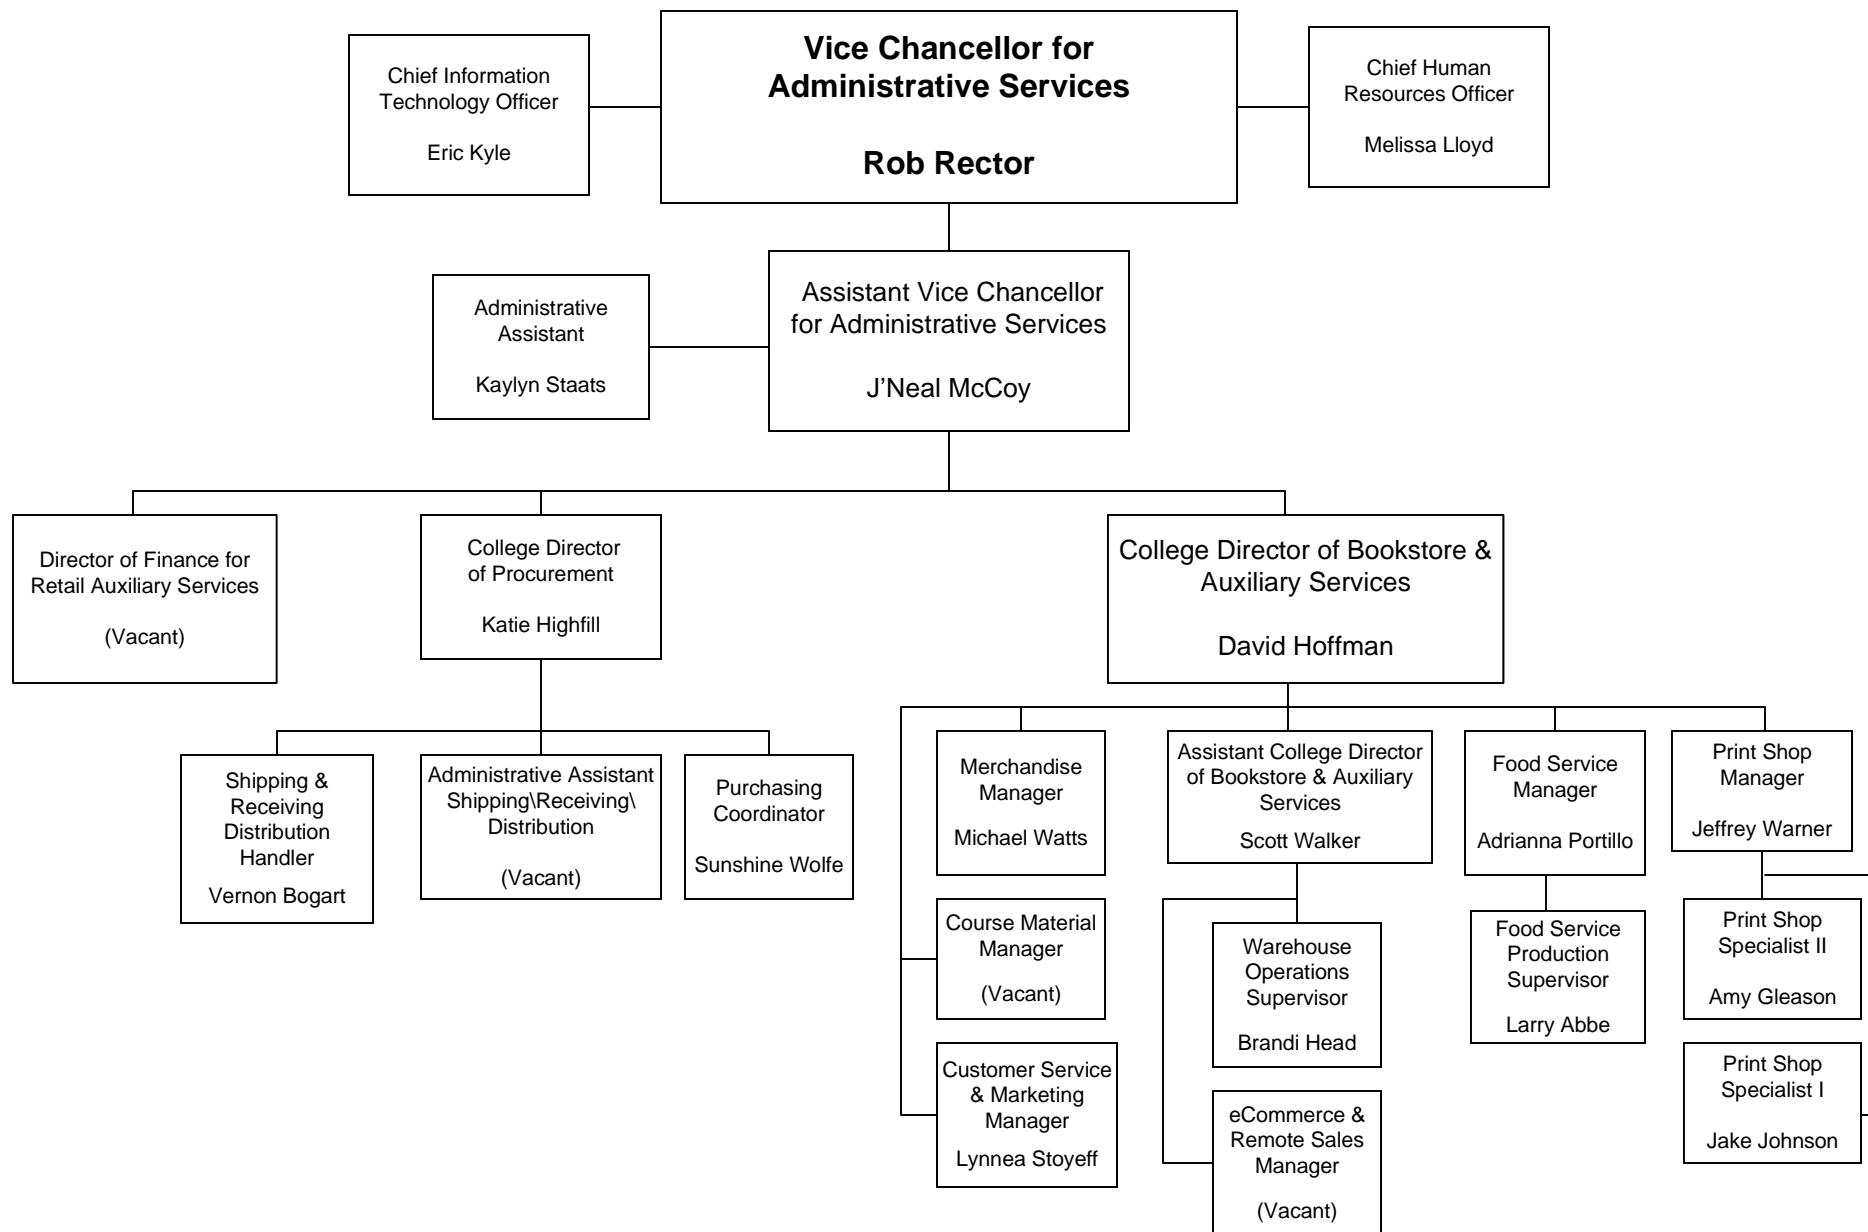 Vice Chancellor for
Administrative Services
Rob Rector
Chief Information
Technology Officer
Eric Kyle
Chief Human
Resources Officer
Melissa Lloyd
Assistant Vice Chancellor
for Administrative Services
J’Neal McCoy
Administrative
Assistant
Kaylyn Staats
Director of Finance for
Retail Auxiliary Services
(Vacant)
College Director
of Procurement
Katie Highfill
College Director of Bookstore &
Auxiliary Services
David Hoffman
Shipping &
Receiving
Distribution
Handler
Vernon Bogart
Administrative Assistant
Shipping\Receiving\
Distribution
(Vacant)
Purchasing
Coordinator
Sunshine Wolfe
Merchandise
Manager
Michael Watts
Assistant College Director
of Bookstore & Auxiliary
Services
Scott Walker
Food Service
Manager
Adrianna Portillo
Print Shop
Manager
Jeffrey Warner
Course Material
Manager
(Vacant)
Warehouse
Operations
Supervisor
Brandi Head
Food Service
Production
Supervisor
Larry Abbe
Print Shop
Specialist II
Amy Gleason
Customer Service
& Marketing
Manager
Lynnea Stoyeff
eCommerce &
Remote Sales
Manager
(Vacant)
Print Shop
Specialist I
Jake Johnson